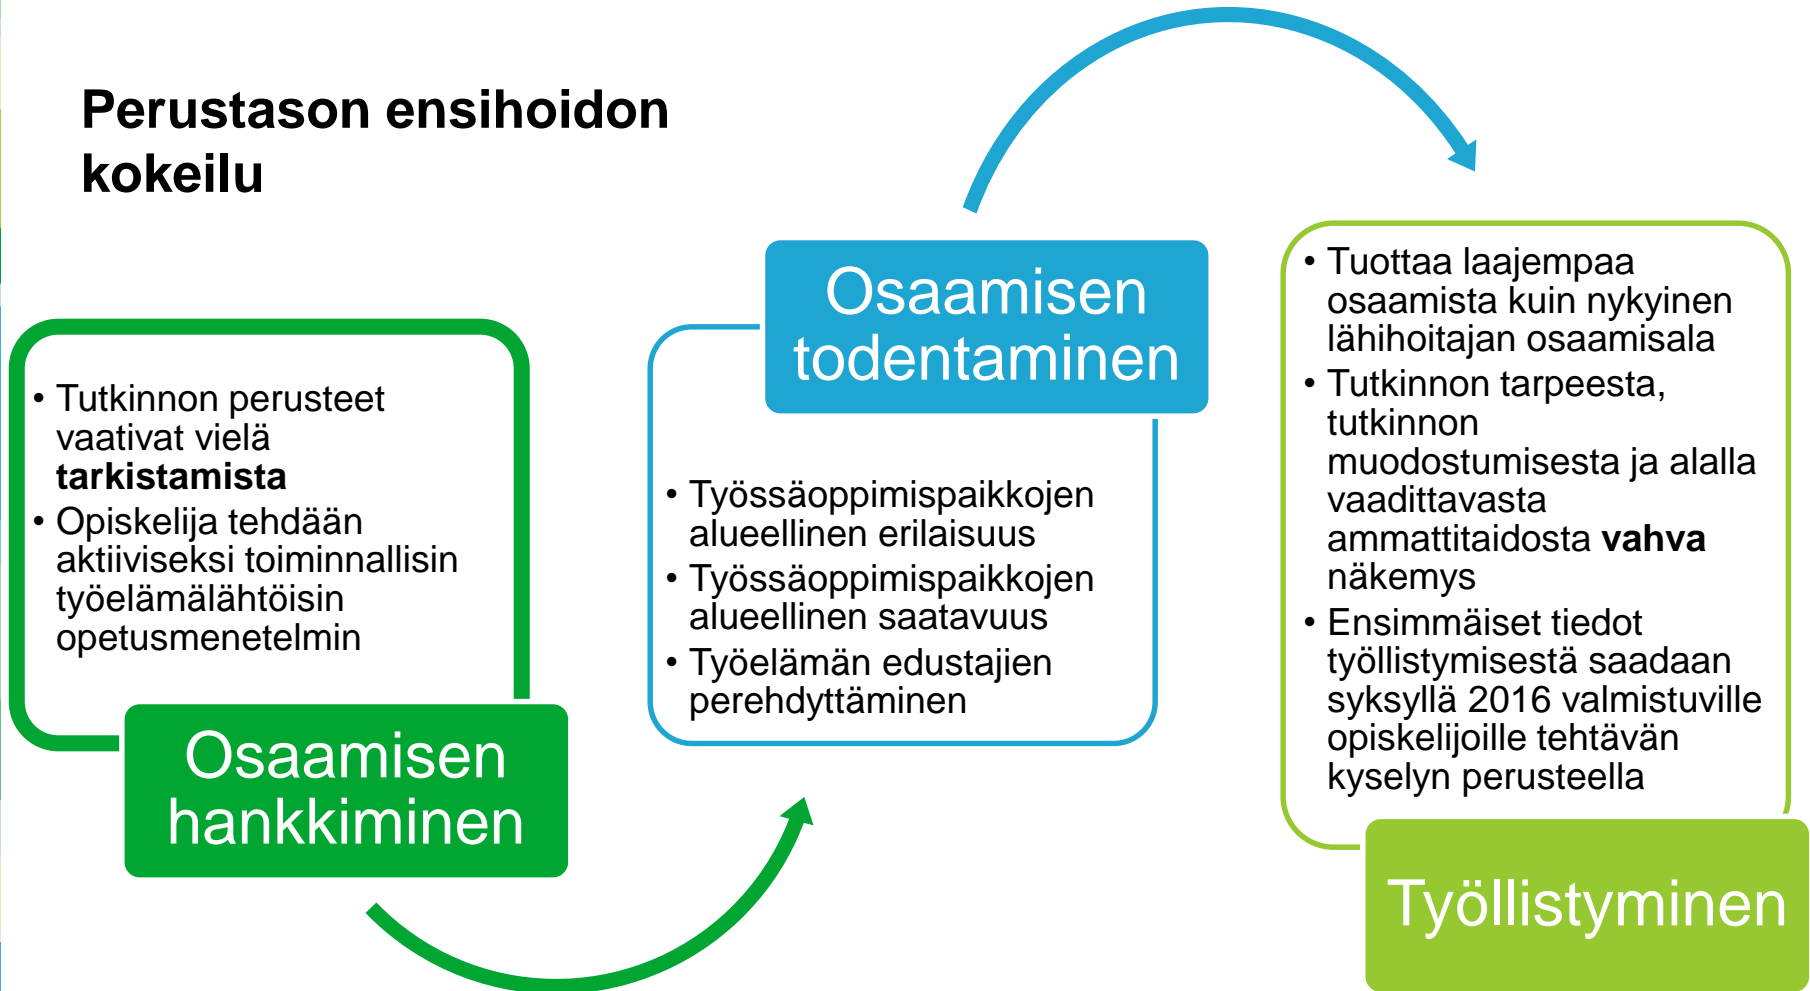 Perustason ensihoidon
kokeilu
• Tutkinnon perusteet
vaativat vielä
tarkistamista
• Opiskelija tehdään
aktiiviseksi toiminnallisin
työelämälähtöisin
opetusmenetelmin
Osaamisen
hankkiminen
Osaamisen
todentaminen
• Työssäoppimispaikkojen
alueellinen erilaisuus
• Työssäoppimispaikkojen
alueellinen saatavuus
• Työelämän edustajien
perehdyttäminen
• Tuottaa laajempaa
osaamista kuin nykyinen
lähihoitajan osaamisala
• Tutkinnon tarpeesta,
tutkinnon
muodostumisesta ja alalla
vaadittavasta
ammattitaidosta vahva
näkemys
• Ensimmäiset tiedot
työllistymisestä saadaan
syksyllä 2016 valmistuville
opiskelijoille tehtävän
kyselyn perusteella
Työllistyminen